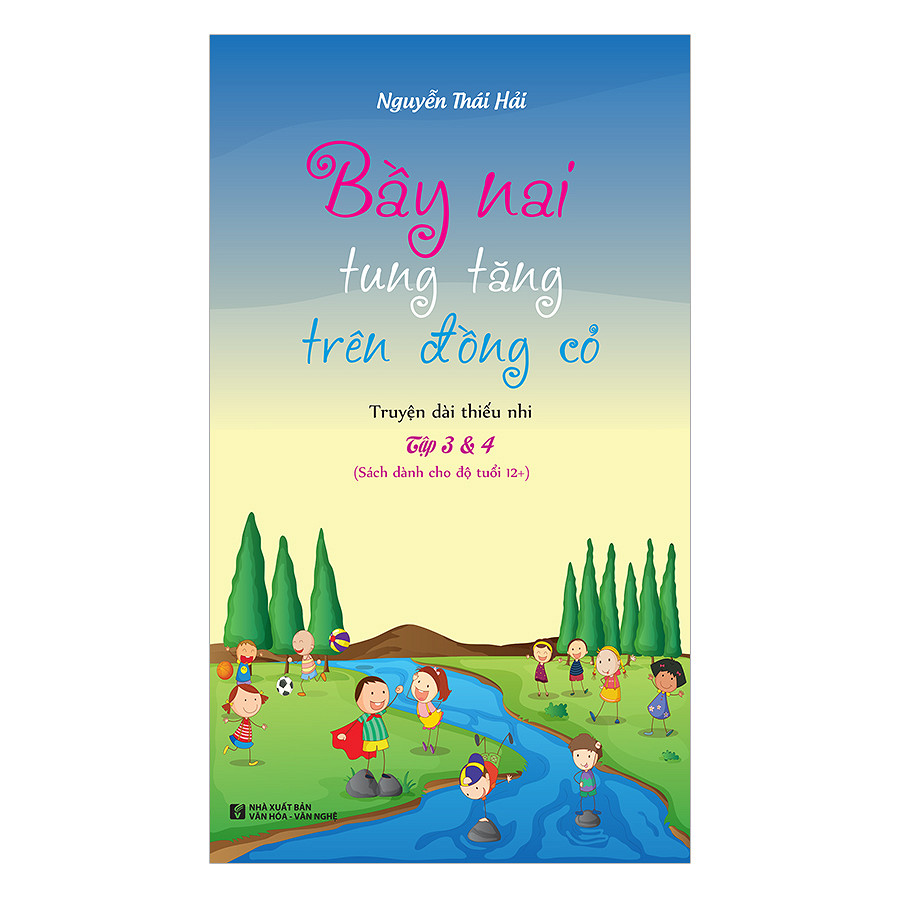 Nguyễn Thái Hải
Bầy nai
tung tăng
trên đồng cỏ
Truyện dài thiếu nhi
Tập 3 & 4
(Sách dành cho độ tuổi 12+)
NHÀ XUẤT BẢN
VĂN HÓA - VĂN NGHỆ